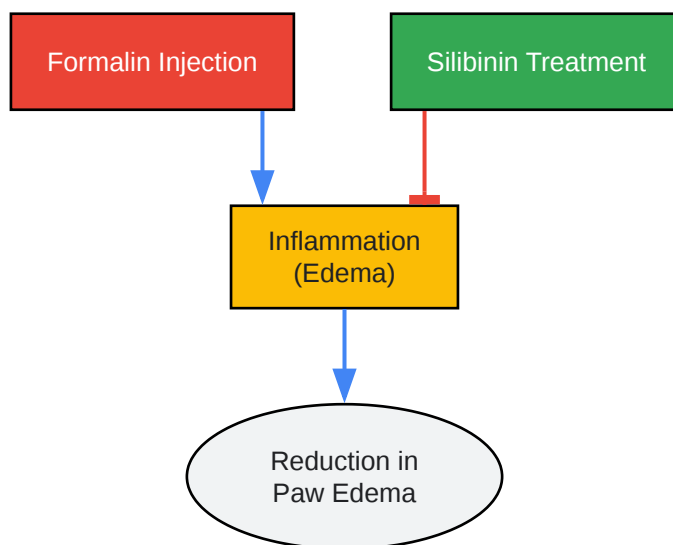 Formalin Injection
Silibinin Treatment
Inflammation
(Edema)
Reduction in
Paw Edema